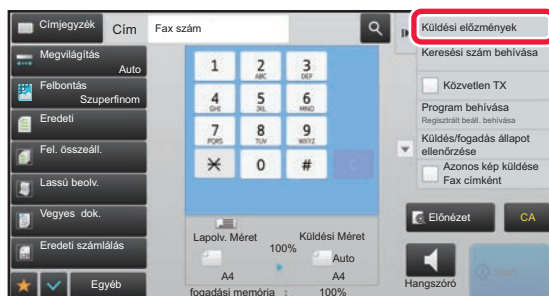 Címjegyzék
Cím
Fax szám
Küldési előzmények
Megvilágítás
Auto
Keresési szám behívása
Felbontás
Szuperfinom
Közvetlen TX
Eredeti
Program behívása
Regisztrált beáll. behívása
Fel. összeáll.
Küldés/fogadás állapot
ellenőrzése
Lassú beolv.
Azonos kép küldése
Fax címként
Vegyes dok.
Eredeti számlálás
Egyéb
1
2
ABC
3
DEF
4
GHI
5
JKL
6
MNO
7
PQRS
8
TUV
9
WXYZ
0
#
C
Lapolv. Méret
Küldési Méret
100%
Auto
A4
A4
fogadási memória : 100%
Előnézet
CA
Hangszóró
Start